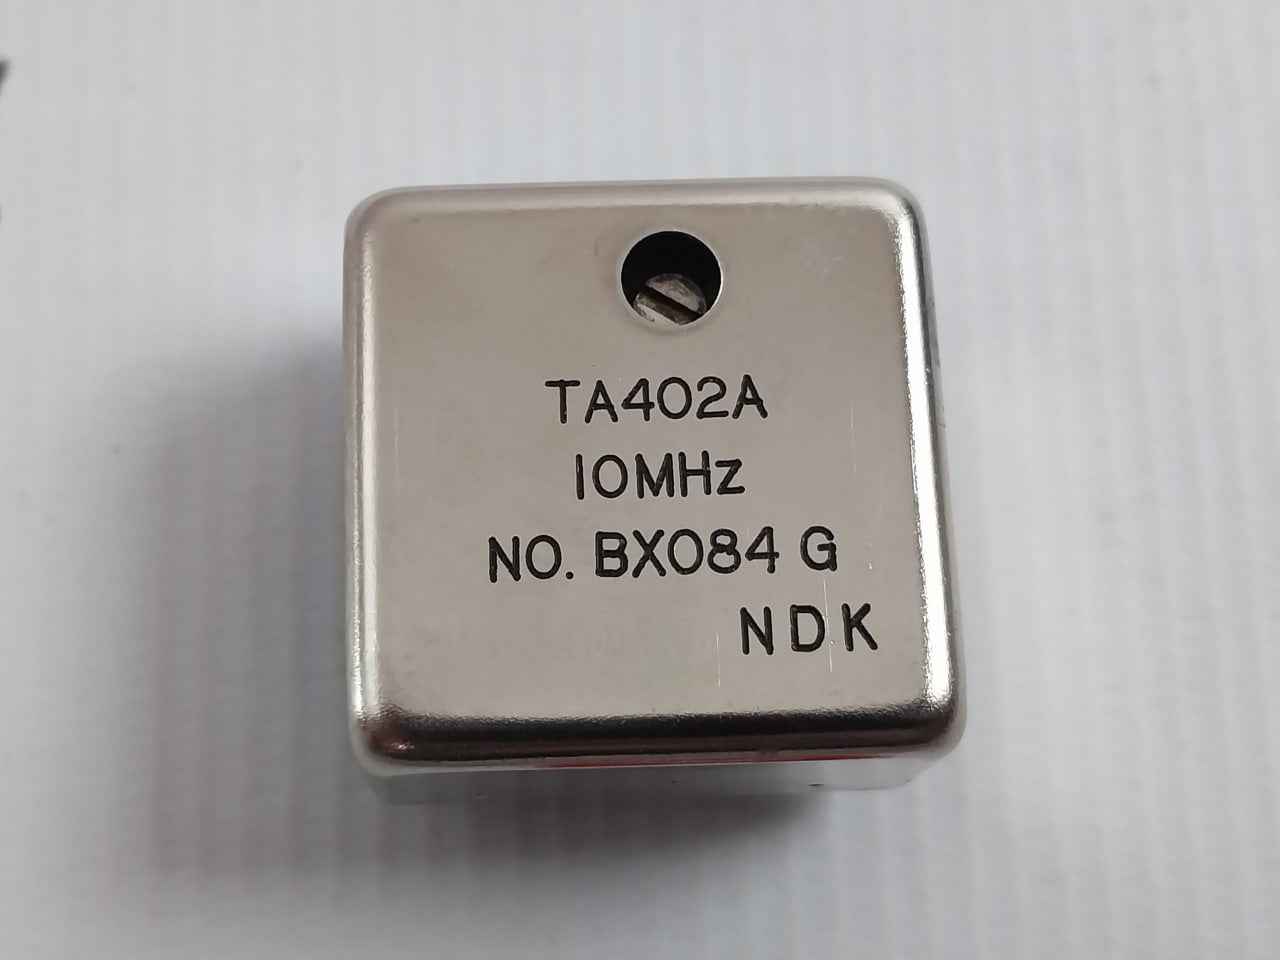 TA402A
10MHz
NO. BX084 G
NDK